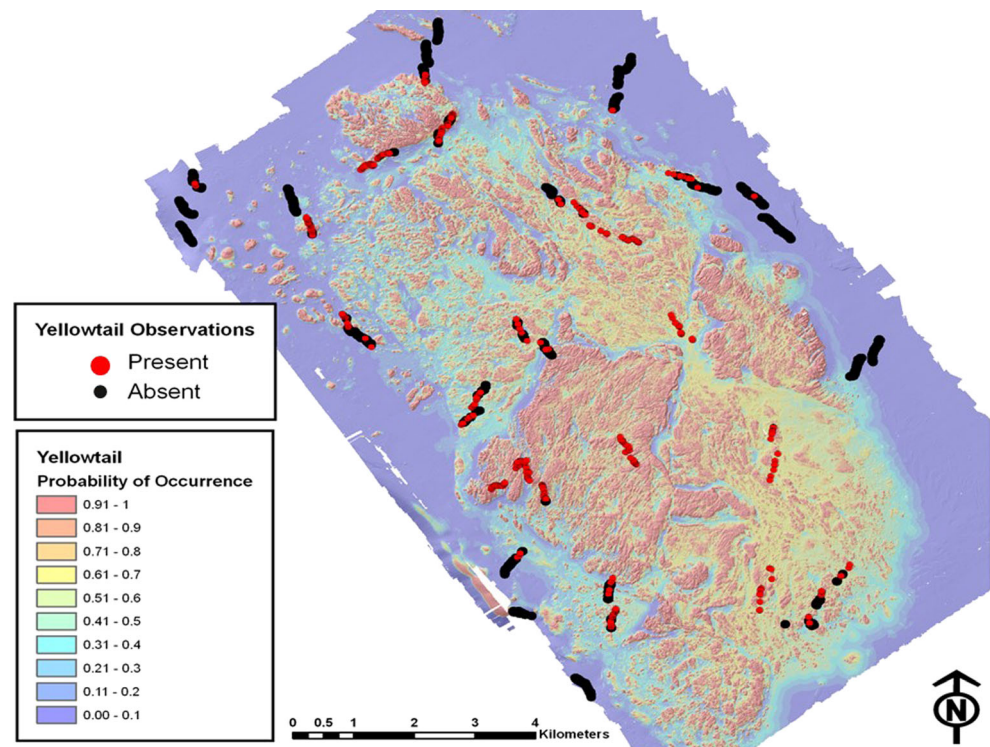 Yellowtail Observations
Present
Absent
Yellowtail
Probability of Occurrence
0.91 - 1
0.81 - 0.9
0.71 - 0.8
0.61 - 0.7
0.51 - 0.6
0.41 - 0.5
0.31 - 0.4
0.21 - 0.3
0.11 - 0.2
0.00 - 0.1
0 0.5 1 2 3 4
Kilometers
N